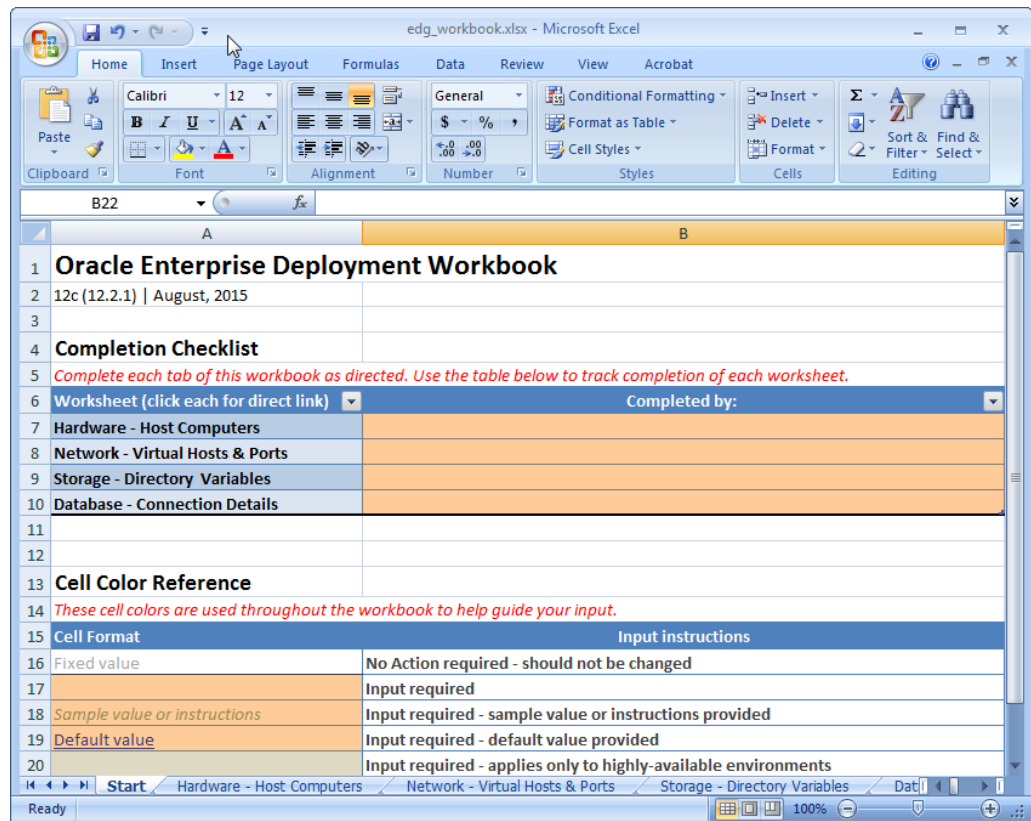 edg_workbook.xlsx - Microsoft Excel
Home Insert Page Layout Formulas Data Review View Acrobat
Paste
Clipboard
Calibri 12
B I U A A
A
Font
Alignment
General
$ % ,
.0 .00 .00 .0
Number
Conditional Formatting
Format as Table
Cell Styles
Styles
Insert
Delete
Format
Cells
Σ
Sort & Filter
Find & Select
Editing
B22 fx
A B
1 Oracle Enterprise Deployment Workbook
2 12c (12.2.1) | August, 2015
3
4 Completion Checklist
5 Complete each tab of this workbook as directed. Use the table below to track completion of each worksheet.
6 Worksheet (click each for direct link) Completed by:
7 Hardware - Host Computers
8 Network - Virtual Hosts & Ports
9 Storage - Directory Variables
10 Database - Connection Details
11
12
13 Cell Color Reference
14 These cell colors are used throughout the workbook to help guide your input.
15 Cell Format Input instructions
16 Fixed value No Action required - should not be changed
17 Input required
18 Sample value or instructions Input required - sample value or instructions provided
19 Default value Input required - default value provided
20 Input required - applies only to highly-available environments
Start Hardware - Host Computers Network - Virtual Hosts & Ports Storage - Directory Variables Dat
Ready 100%